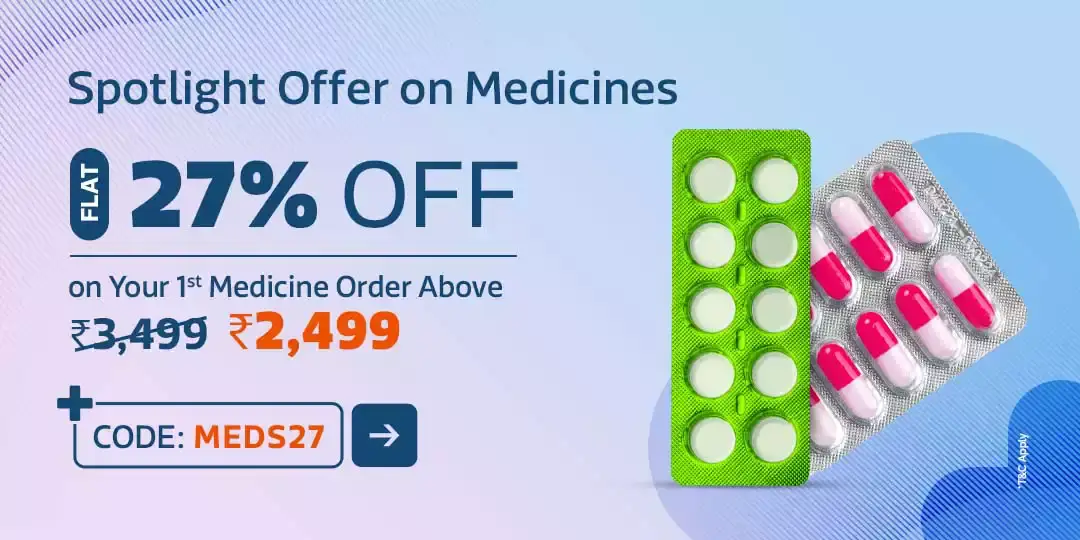 Spotlight Offer on Medicines
FLAT 27% OFF
on Your 1st Medicine Order Above
₹3,499 ₹2,499
CODE: MEDS27
*T&C Apply